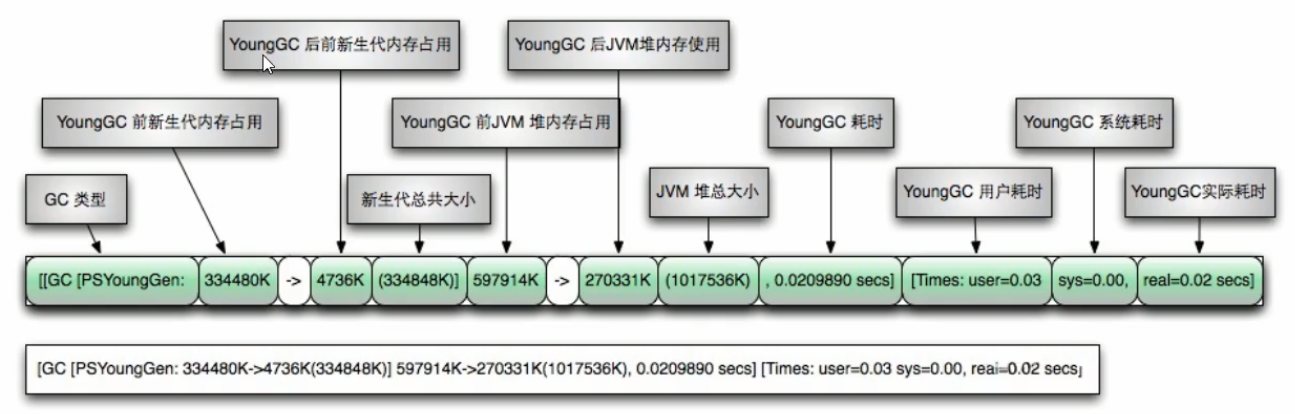 YoungGC 后前新生代内存占用
YoungGC 后JVM堆内存使用
YoungGC 前新生代内存占用
YoungGC 前JVM 堆内存占用
YoungGC 耗时
YoungGC 系统耗时
GC 类型
新生代总共大小
JVM 堆总大小
YoungGC 用户耗时
YoungGC实际耗时
[[GC [PSYoungGen: 334480K -> 4736K (334848K)] 597914K -> 270331K (1017536K) , 0.0209890 secs] [Times: user=0.03 sys=0.00, real=0.02 secs]
[GC [PSYoungGen: 334480K->4736K(334848K)] 597914K->270331K(1017536K), 0.0209890 secs] [Times: user=0.03 sys=0.00, real=0.02 secs]